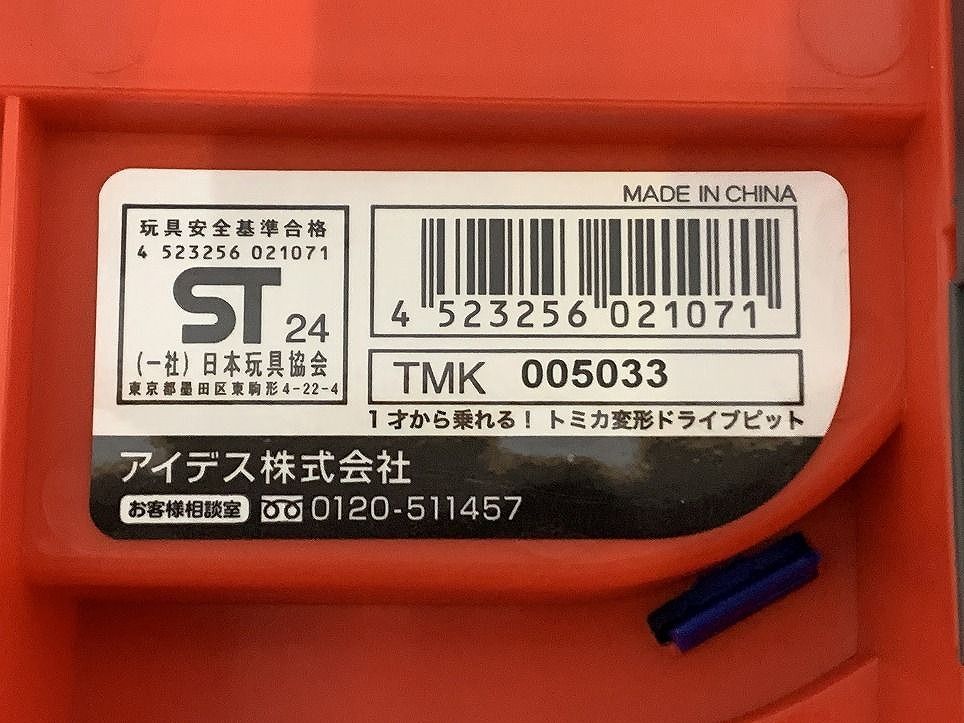 MADE IN CHINA
玩具安全基準合格
4 523256 021071
ST 24
(一社)日本玩具協会
東京都墨田区東駒形4-22-4
4 523256 021071
TMK 005033
1才から乗れる! トミカ変形ドライブピット
アイデス株式会社
お客様相談室 0120-511457